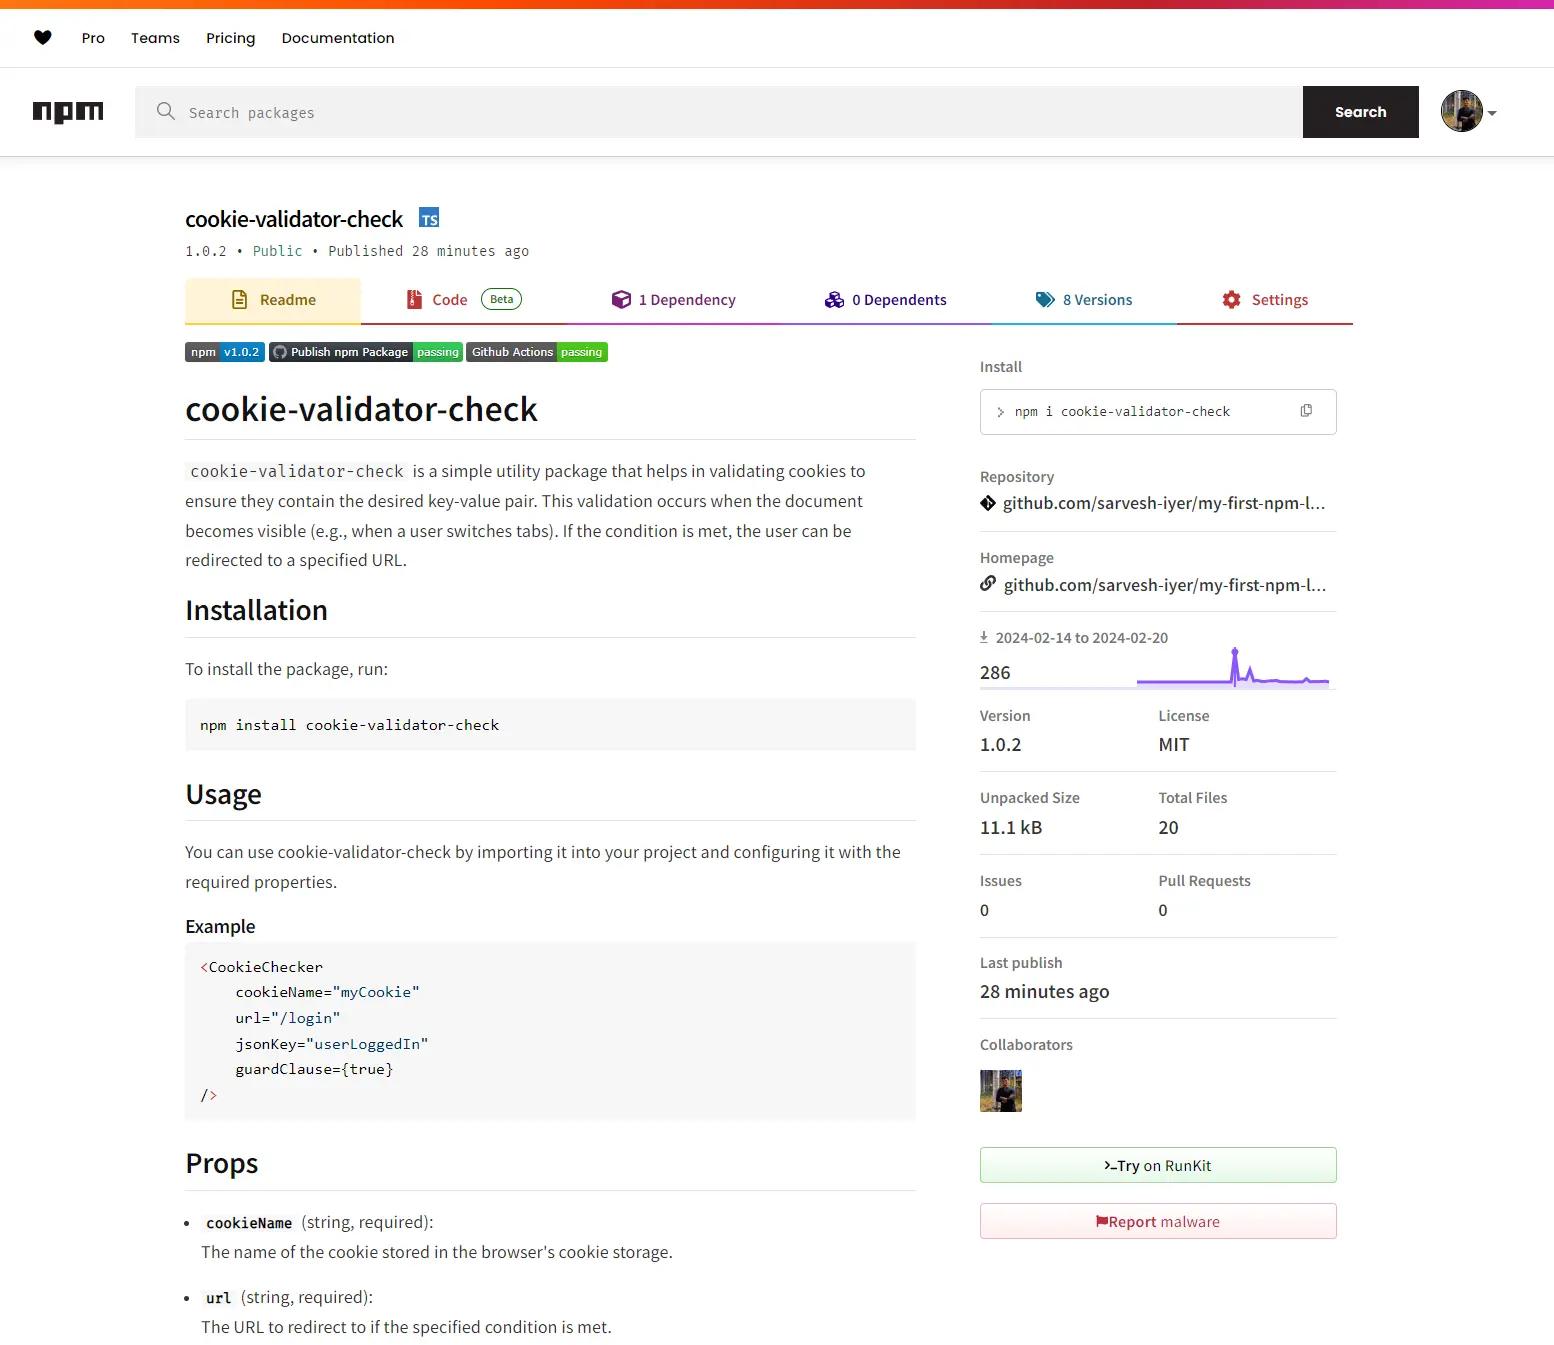 Pro Teams Pricing Documentation
npm Search packages Search
cookie-validator-check TS
1.0.2 • Public • Published 28 minutes ago
Readme Code Beta 1 Dependency 0 Dependents 8 Versions Settings
npm v1.0.2 Publish npm Package passing Github Actions passing
cookie-validator-check
cookie-validator-check is a simple utility package that helps in validating cookies to
ensure they contain the desired key-value pair. This validation occurs when the document
becomes visible (e.g., when a user switches tabs). If the condition is met, the user can be
redirected to a specified URL.
Installation
To install the package, run:
npm install cookie-validator-check
Usage
You can use cookie-validator-check by importing it into your project and configuring it with the
required properties.
Example
<CookieChecker
cookieName="myCookie"
url="/login"
jsonKey="userLoggedIn"
guardClause={true}
/>
Props
• cookieName (string, required):
The name of the cookie stored in the browser's cookie storage.
• url (string, required):
The URL to redirect to if the specified condition is met.
Install
> npm i cookie-validator-check
Repository
github.com/sarvesh-iyer/my-first-npm-l...
Homepage
github.com/sarvesh-iyer/my-first-npm-l...
2024-02-14 to 2024-02-20
286
Version License
1.0.2 MIT
Unpacked Size Total Files
11.1 kB 20
Issues Pull Requests
0 0
Last publish
28 minutes ago
Collaborators
Try on RunKit
Report malware